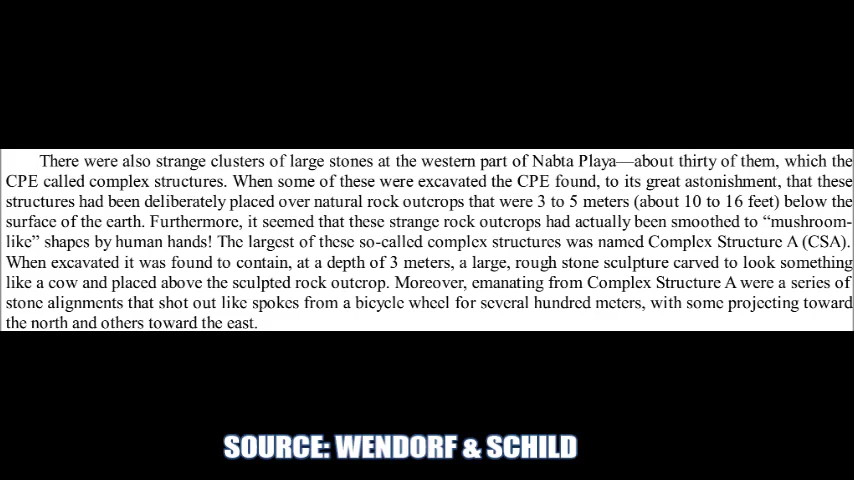 There were also strange clusters of large stones at the western part of Nabta Playa—about thirty of them, which the
CPE called complex structures. When some of these were excavated the CPE found, to its great astonishment, that these
structures had been deliberately placed over natural rock outcrops that were 3 to 5 meters (about 10 to 16 feet) below the
surface of the earth. Furthermore, it seemed that these strange rock outcrops had actually been smoothed to “mushroom-
like” shapes by human hands! The largest of these so-called complex structures was named Complex Structure A (CSA).
When excavated it was found to contain, at a depth of 3 meters, a large, rough stone sculpture carved to look something
like a cow and placed above the sculpted rock outcrop. Moreover, emanating from Complex Structure A were a series of
stone alignments that shot out like spokes from a bicycle wheel for several hundred meters, with some projecting toward
the north and others toward the east.
SOURCE: WENDORF & SCHILD